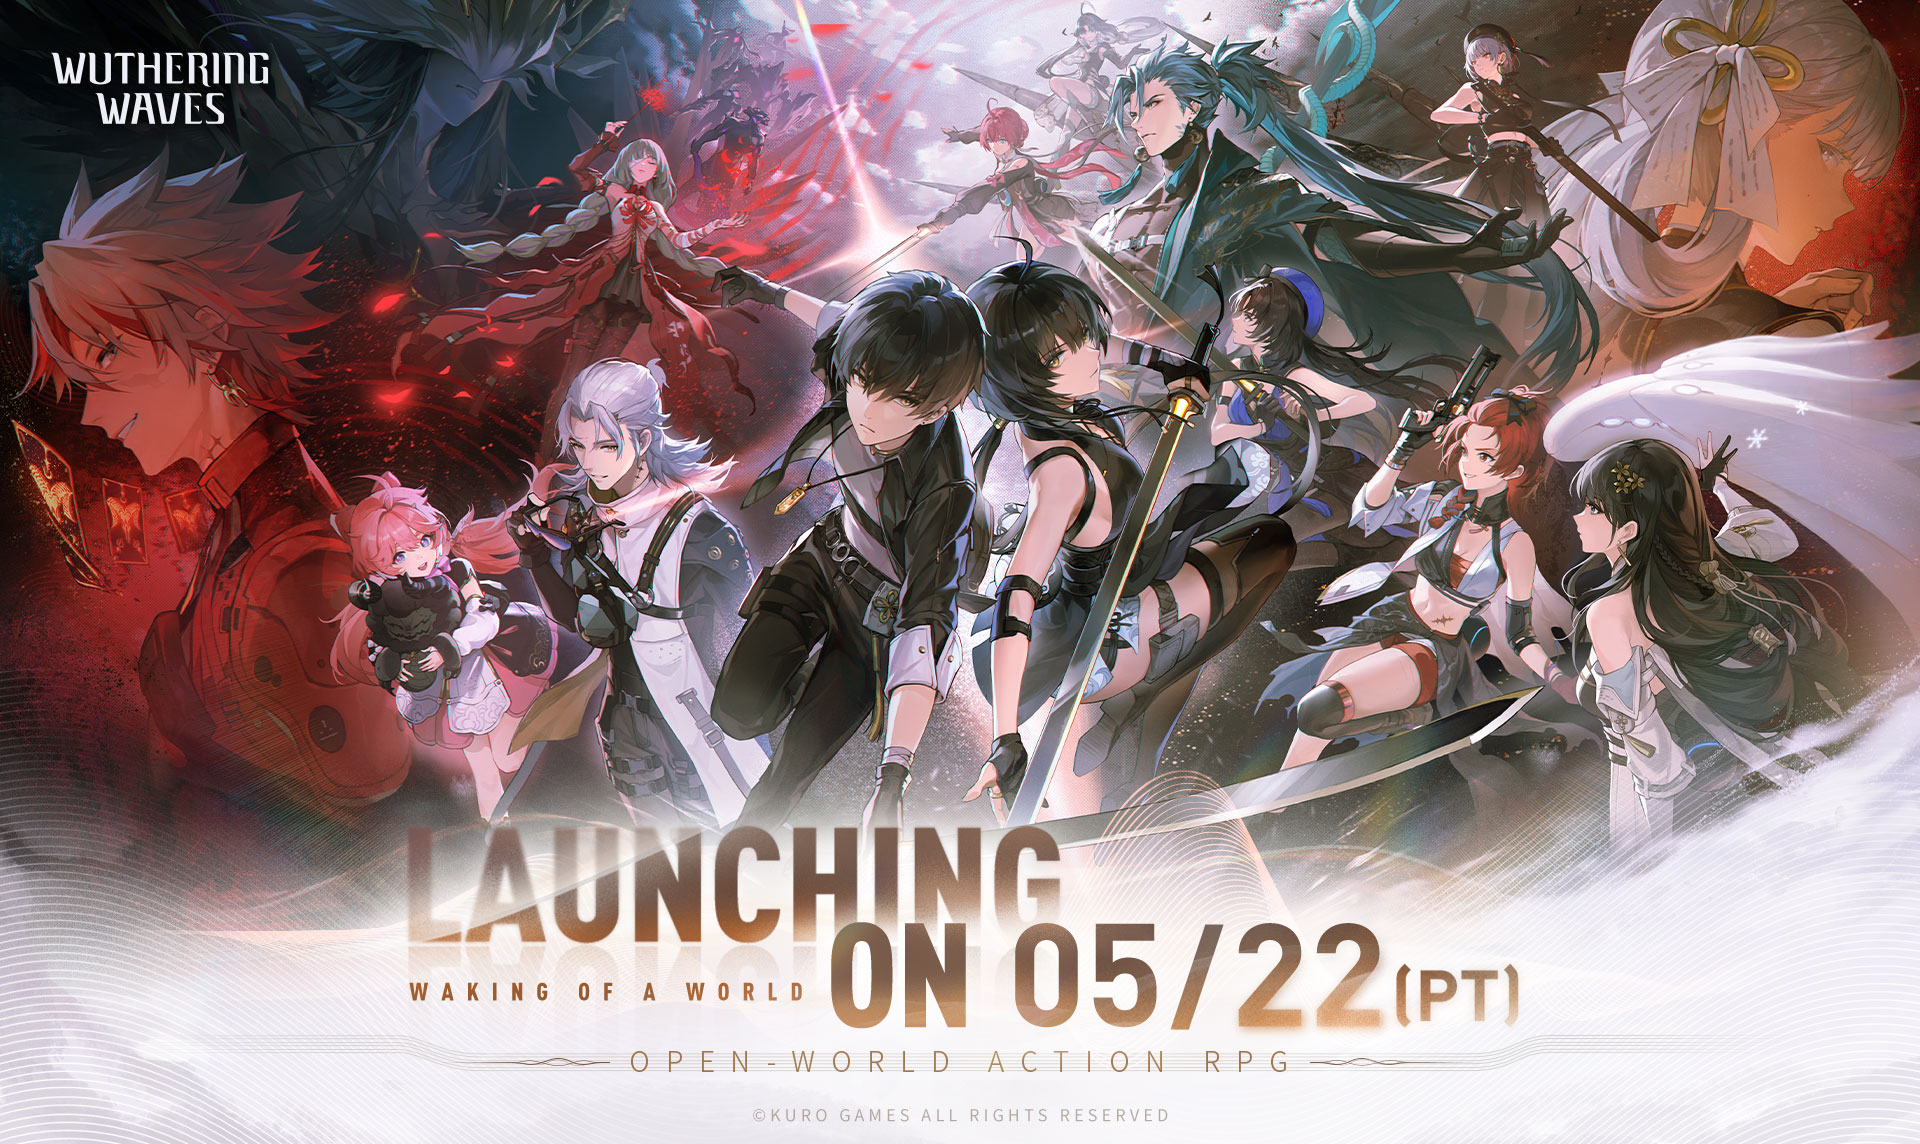 WUTHERING
WAVES
LAUNCHING
ON 05/22 (PT)
WAKING OF A WORLD
OPEN-WORLD ACTION RPG
©KURO GAMES ALL RIGHTS RESERVED